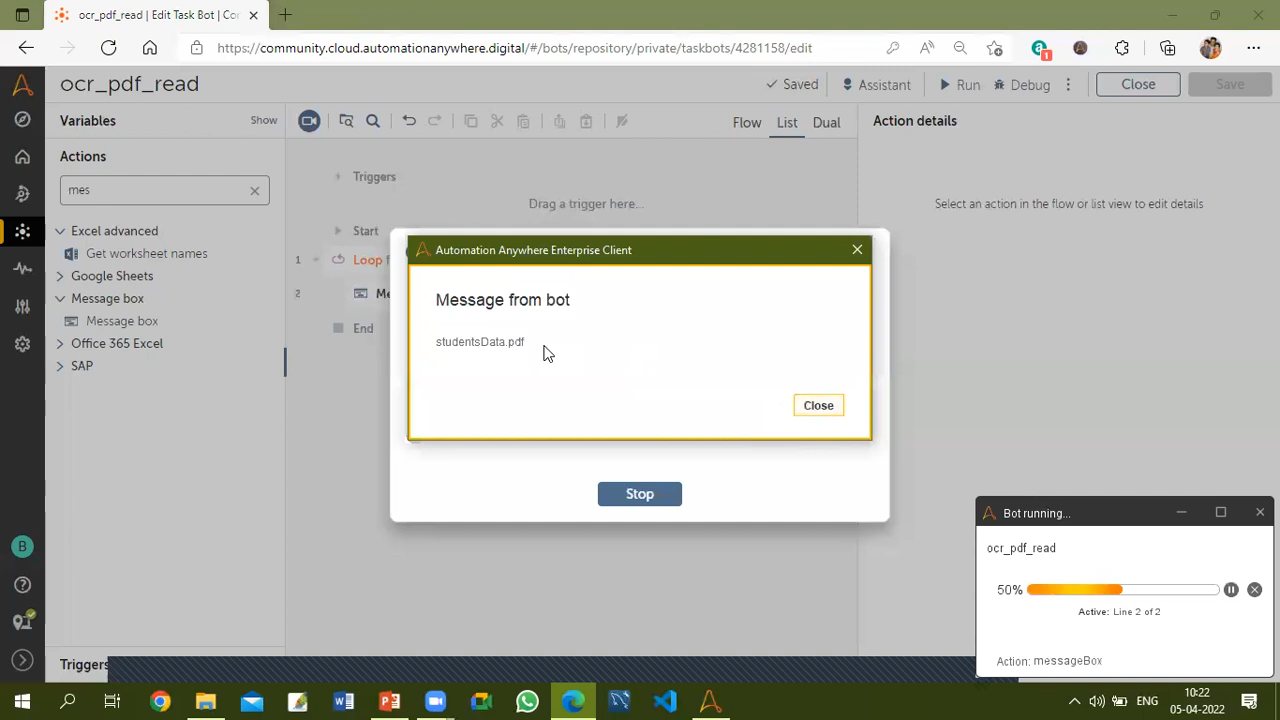 ocr_pdf_read | Edit Task Bot | Co
https://community.cloud.automationanywhere.digital/#/bots/repository/private/taskbots/4281158/edit
1
ocr_pdf_read
Saved
Assistant
Run
Debug
Close
Save
Variables
Show
Flow
List
Dual
Action details
Actions
mes
Triggers
Drag a trigger here...
Select an action in the flow or list view to edit details
Excel advanced
Get worksheet names
Google Sheets
Message box
Message box
Office 365 Excel
SAP
Start
1
Loop
2
Me
End
Automation Anywhere Enterprise Client
Message from bot
studentsData.pdf
Close
Stop
Bot running...
ocr_pdf_read
50%
Active: Line 2 of 2
Action: messageBox
B
Triggers
ENG
10:22
05-04-2022